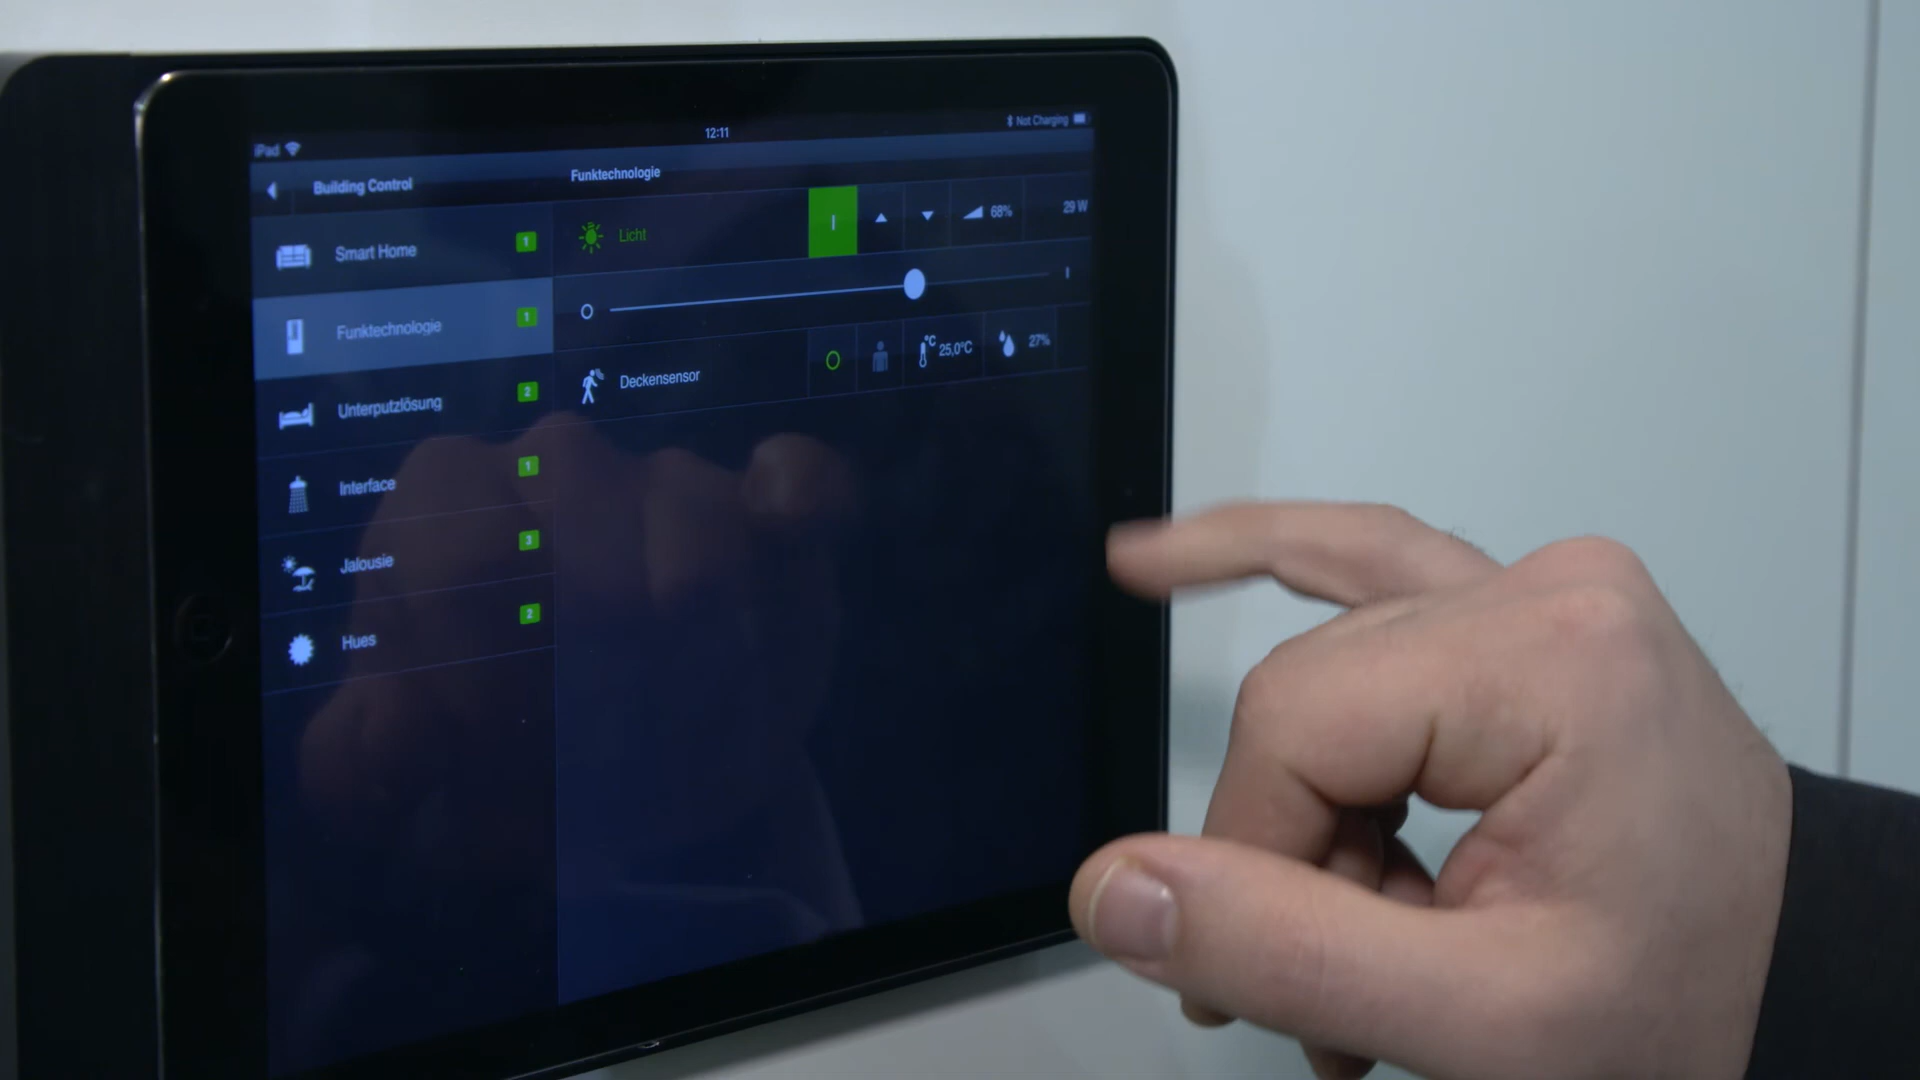 iPad 12:11 Not Charging
Building Control
Funktechnologie
Smart Home 1
Funktechnologie 1
Unterputzlösung 2
Interface 1
Jalousie 3
Hues 2
Licht I 68% 29 W
I
Deckensensor °C 25,0°C 27%